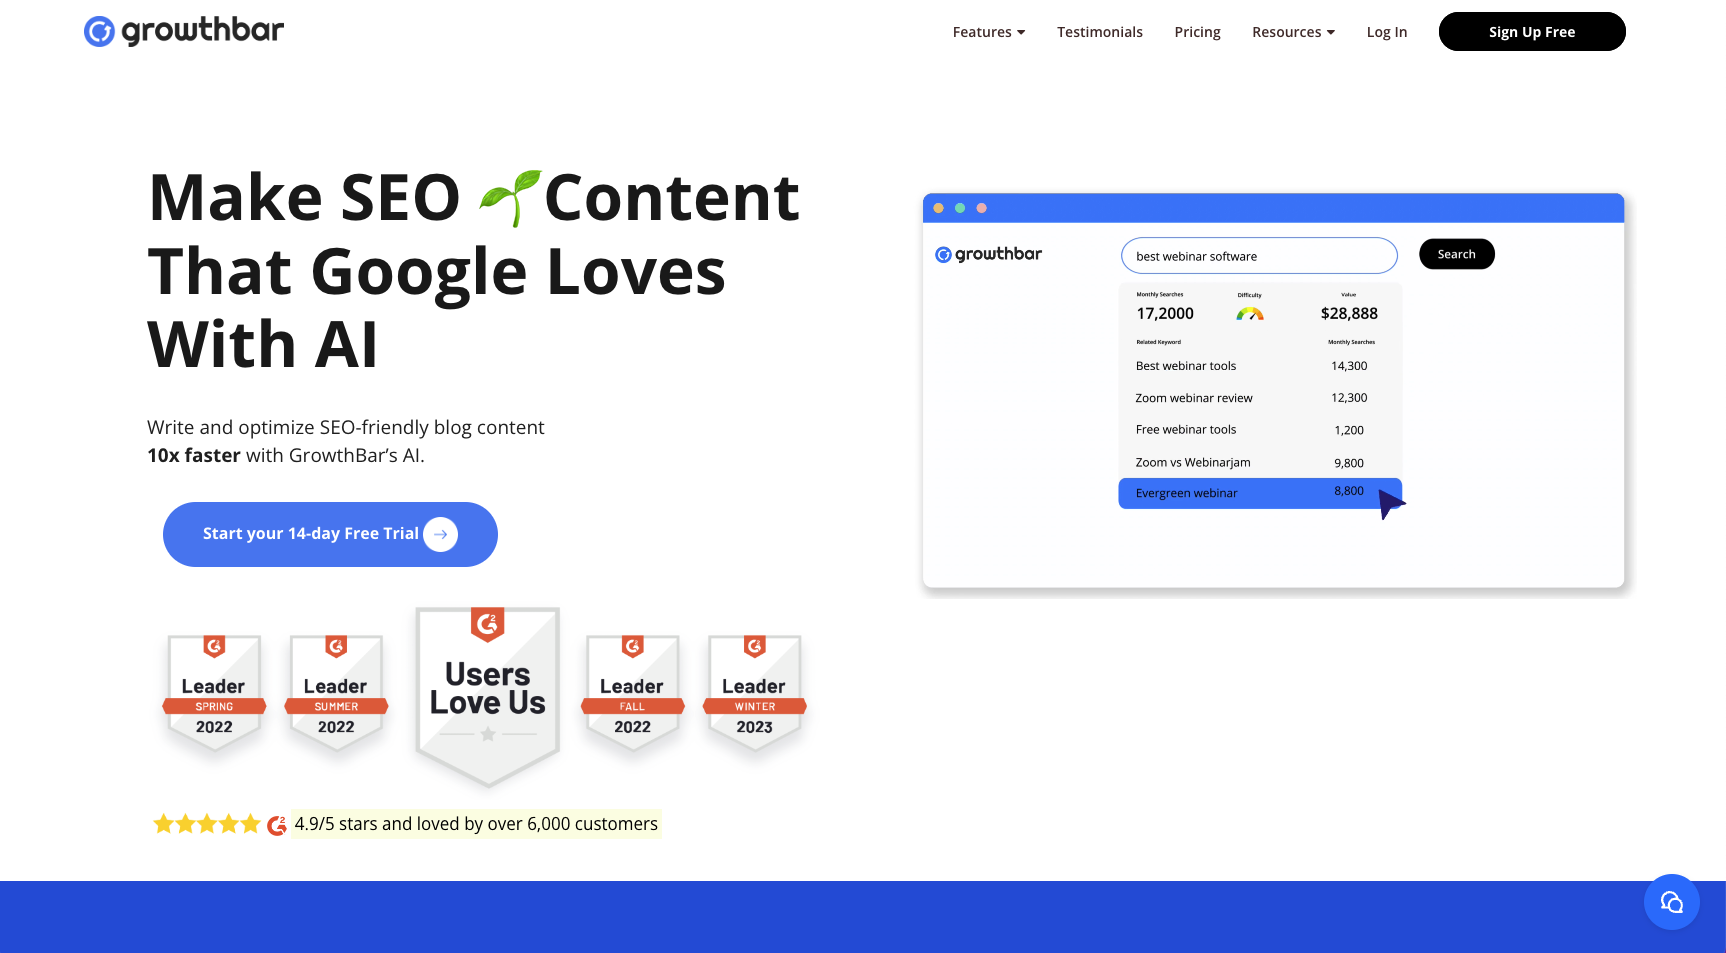 growthbar
Features
Testimonials
Pricing
Resources
Log In
Sign Up Free
Make SEO 🌱Content
That Google Loves
With AI
Write and optimize SEO-friendly blog content
10x faster with GrowthBar’s AI.
Start your 14-day Free Trial
Leader
SPRING
2022
Leader
SUMMER
2022
Users
Love Us
Leader
FALL
2022
Leader
WINTER
2023
4.9/5 stars and loved by over 6,000 customers
growthbar
best webinar software
Search
Monthly Searches Difficulty Value
17,2000 $28,888
Related Keyword Monthly Searches
Best webinar tools 14,300
Zoom webinar review 12,300
Free webinar tools 1,200
Zoom vs Webinarjam 9,800
Evergreen webinar 8,800